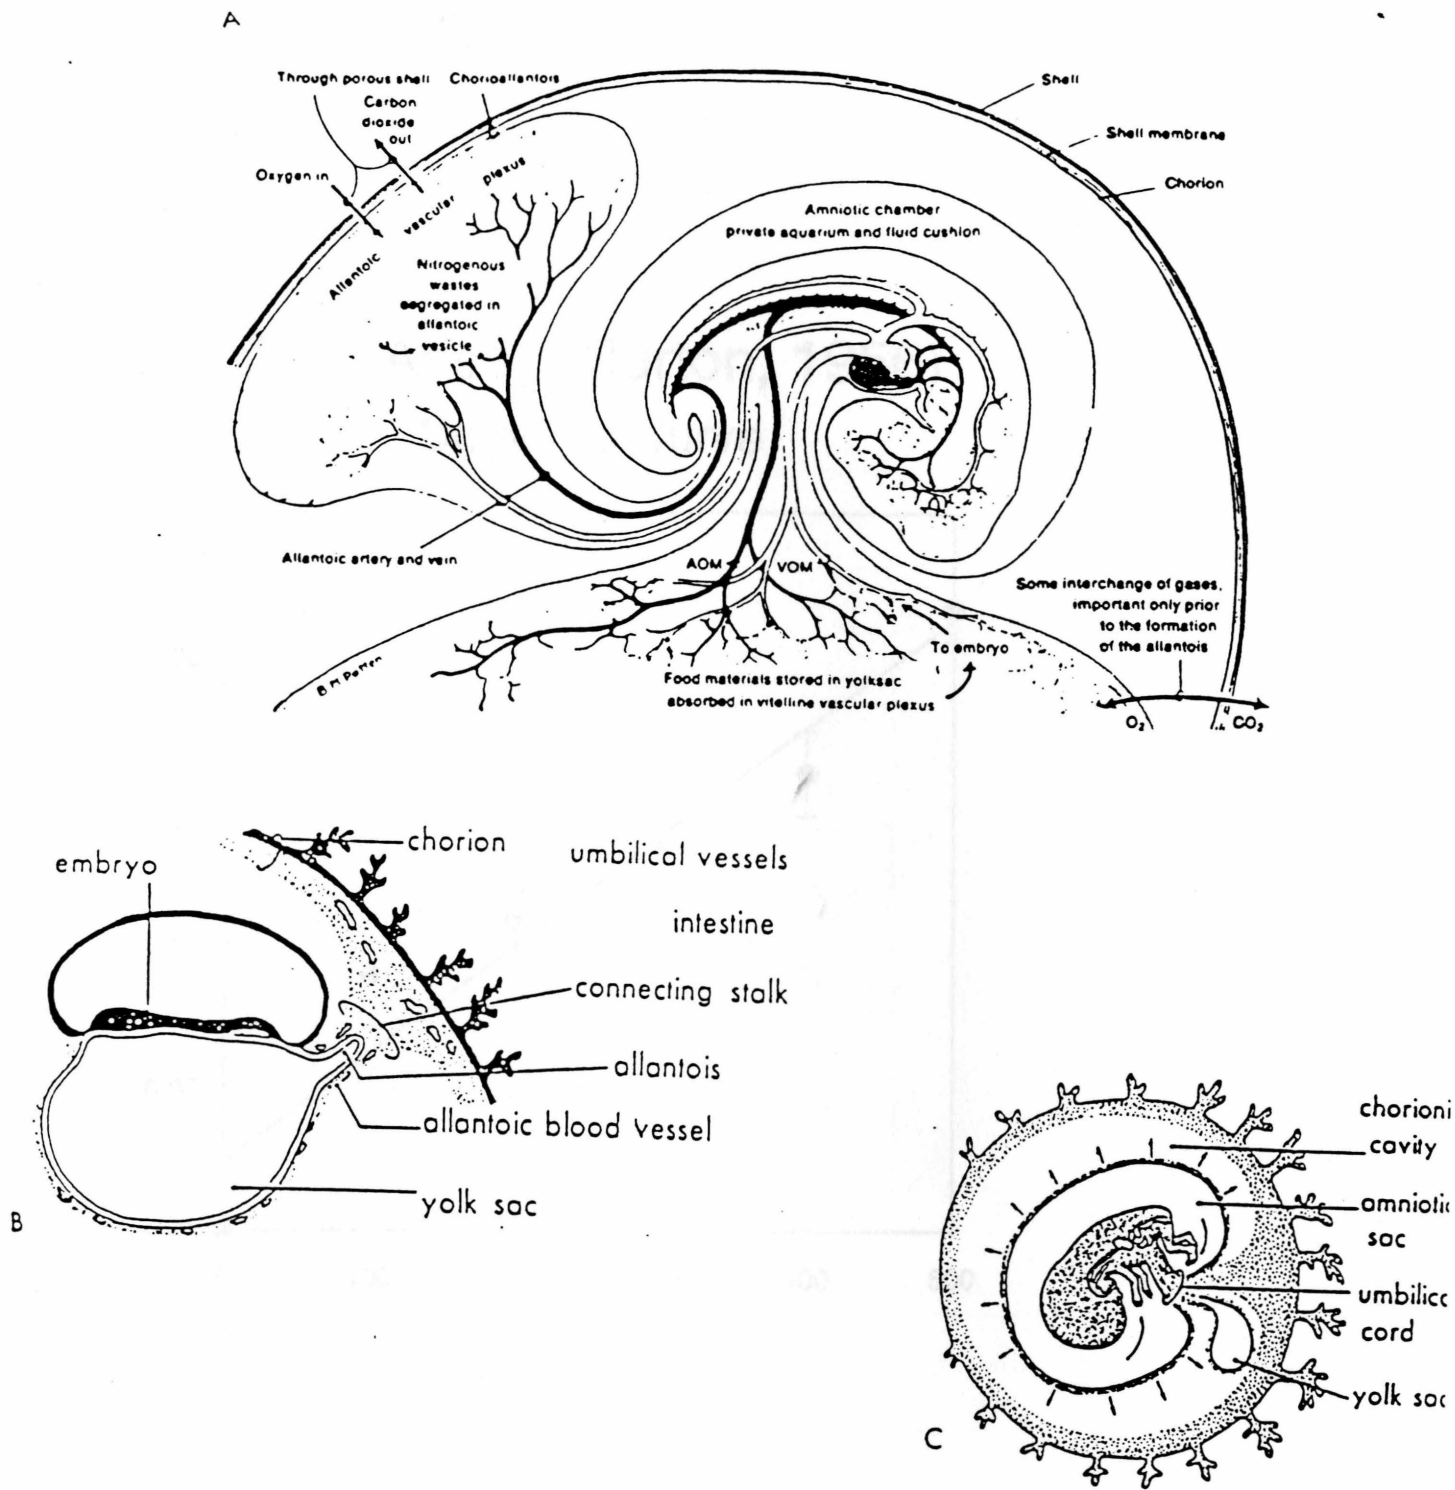 A
Through porous shell
Chorioallantois
Carbon
dioxide
out
Oxygen in
Shell
Shell membrane
Chorion
Allantoic vascular plexus
Nitrogenous
wastes
segregated in
allantoic
vesicle
Amniotic chamber
private aquarium and fluid cushion
Allantoic artery and vein
AOM
VOM
Some interchange of gases,
important only prior
to the formation
of the allantois
To embryo
B M Patten
Food materials stored in yolksac
absorbed in vitelline vascular plexus
O₂
CO₂
embryo
chorion
umbilical vessels
intestine
connecting stalk
allantois
allantoic blood vessel
yolk sac
B
chorioni
cavity
amniotic
sac
umbilico
cord
yolk sac
C